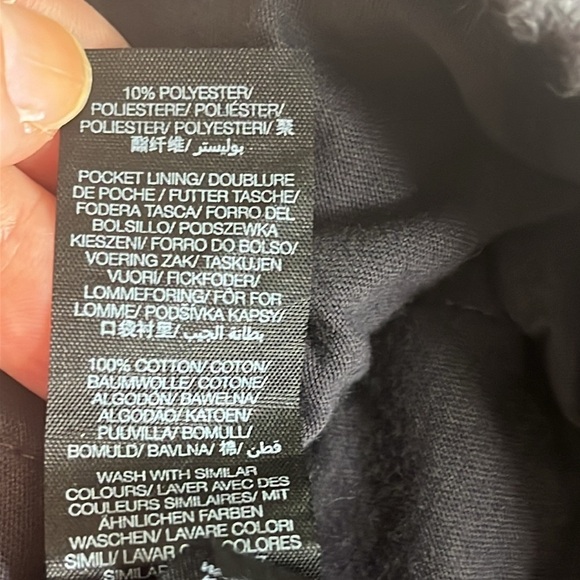 10% POLYESTER/
POLIESTERE/ POLIÉSTER/
POLIESTER/ POLYESTERI/ 聚
酯纤维/ بوليستر
POCKET LINING/ DOUBLURE
DE POCHE / FUTTER TASCHE/
FODERA TASCA/ FORRO DEL
BOLSILLO/ PODSZEWKA
KIESZENI/ FORRO DO BOLSO/
VOERING ZAK/ TASKUJEN
VUORI/ FICKFODER/
LOMMEFORING/ FÓR FOR
LOMME/ PODŠÍVKA KAPSY/
口袋衬里/ بطانة الجيب
100% COTTON/ COTON/
BAUMWOLLE/ COTONE/
ALGODÓN/ BAWEŁNA/
ALGODÃO/ KATOEN/
PUUVILLA/ BOMULL/
BOMULD/ BAVLNA/ 棉/ قطن
WASH WITH SIMILAR
COLOURS/ LAVER AVEC DES
COULEURS SIMILAIRES/ MIT
ÄHNLICHEN FARBEN
WASCHEN/ LAVARE COLORI
SIMILI/ LAVAR COLORES